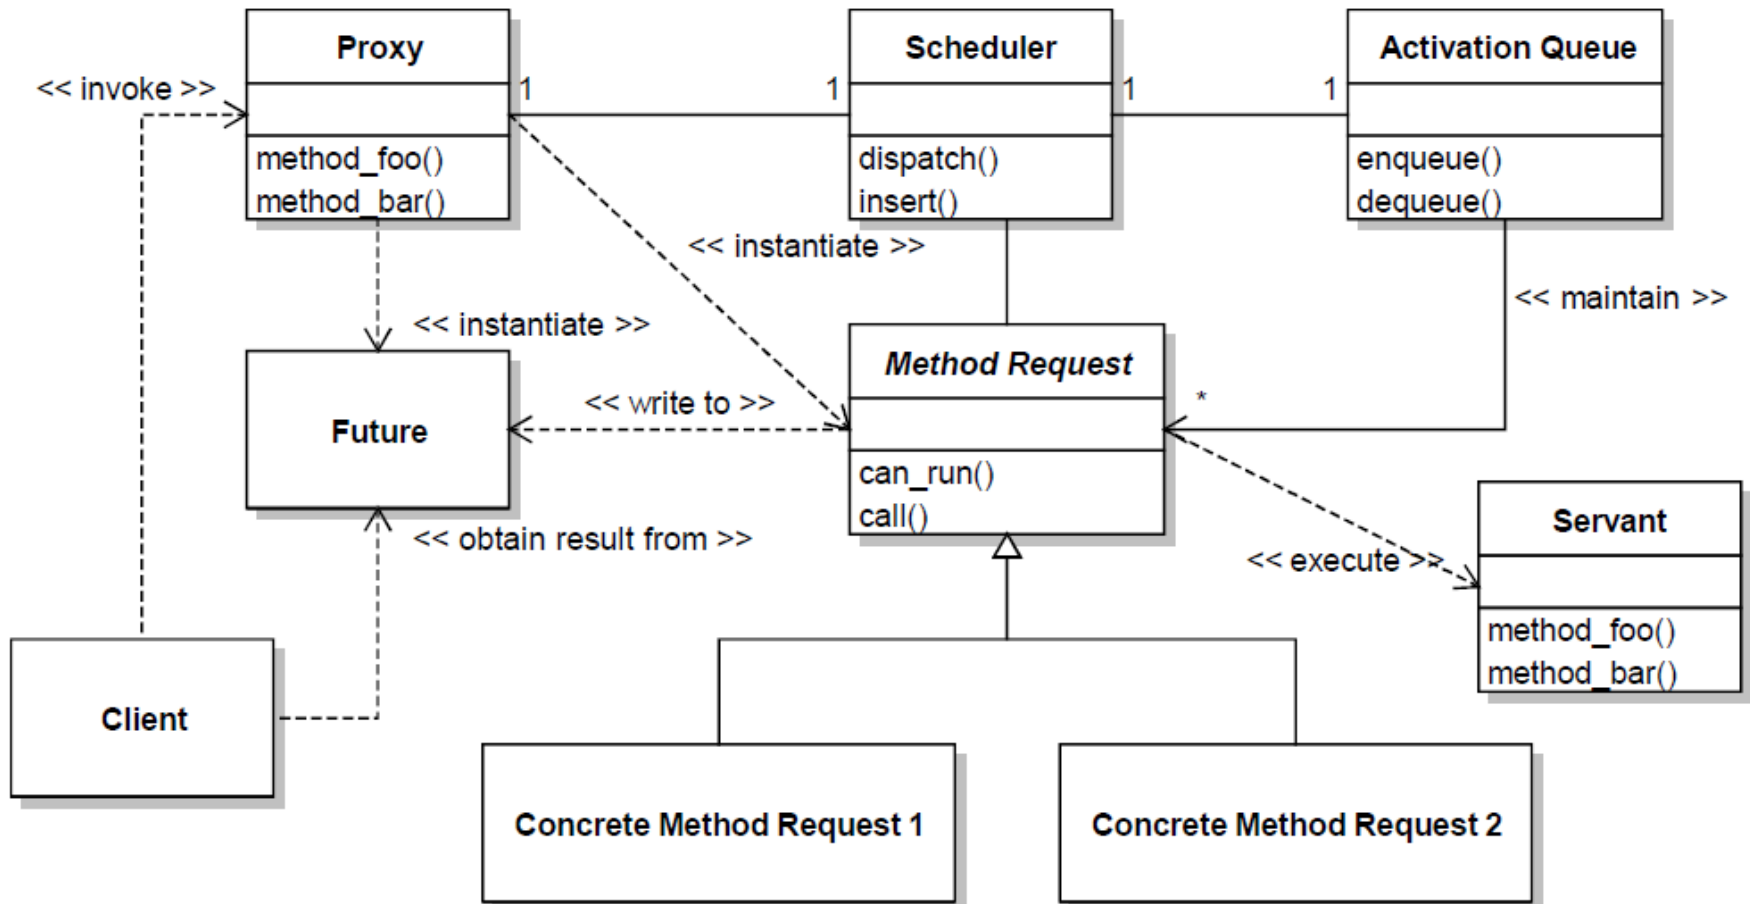 Proxy
Scheduler
Activation Queue
<< invoke >>
1
1
1
1
method_foo()
method_bar()
dispatch()
insert()
enqueue()
dequeue()
<< instantiate >>
<< maintain >>
<< instantiate >>
Method Request
*
<< write to >>
Future
can_run()
call()
<< obtain result from >>
<< execute >>
Servant
method_foo()
method_bar()
Client
Concrete Method Request 1
Concrete Method Request 2